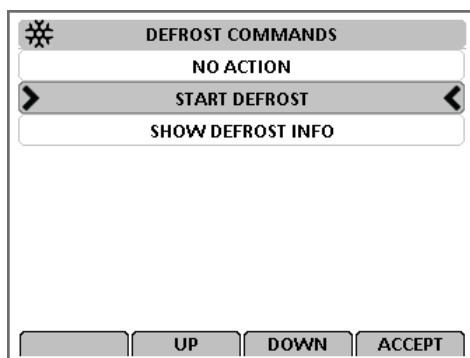 DEFROST COMMANDS
NO ACTION
START DEFROST
SHOW DEFROST INFO
UP DOWN ACCEPT